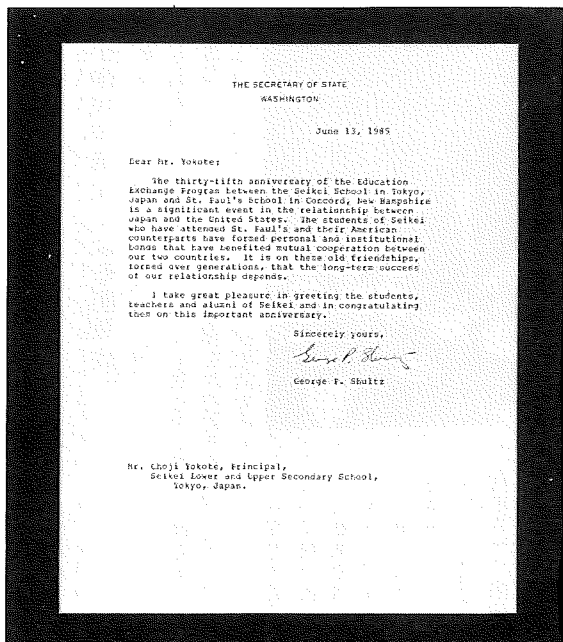 THE SECRETARY OF STATE
WASHINGTON
June 13, 1985
Dear Mr. Yokote:
The thirty-fifth anniversary of the Education
Exchange Program between the Seikei School in Tokyo,
Japan and St. Paul's School in Concord, New Hampshire
is a significant event in the relationship between
Japan and the United States. The students of Seikei
who have attended St. Paul's and their American
counterparts have formed personal and institutional
bonds that have benefited mutual cooperation between
our two countries. It is on these old friendships,
formed over generations, that the long-term success
of our relationship depends.
I take great pleasure in greeting the students,
teachers and alumni of Seikei and in congratulating
them on this important anniversary.
Sincerely yours,
George P. Shultz
George P. Shultz
Mr. Choji Yokote, Principal,
Seikei Lower and Upper Secondary School,
Tokyo, Japan.